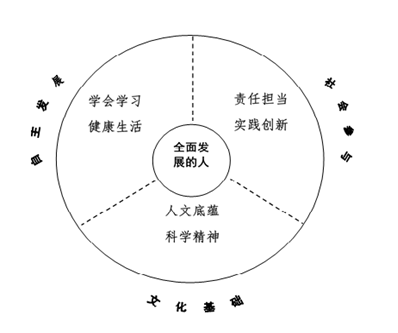 自主发展
学会学习
健康生活
社会参与
责任担当
实践创新
全面发
展的人
人文底蕴
科学精神
文化基础